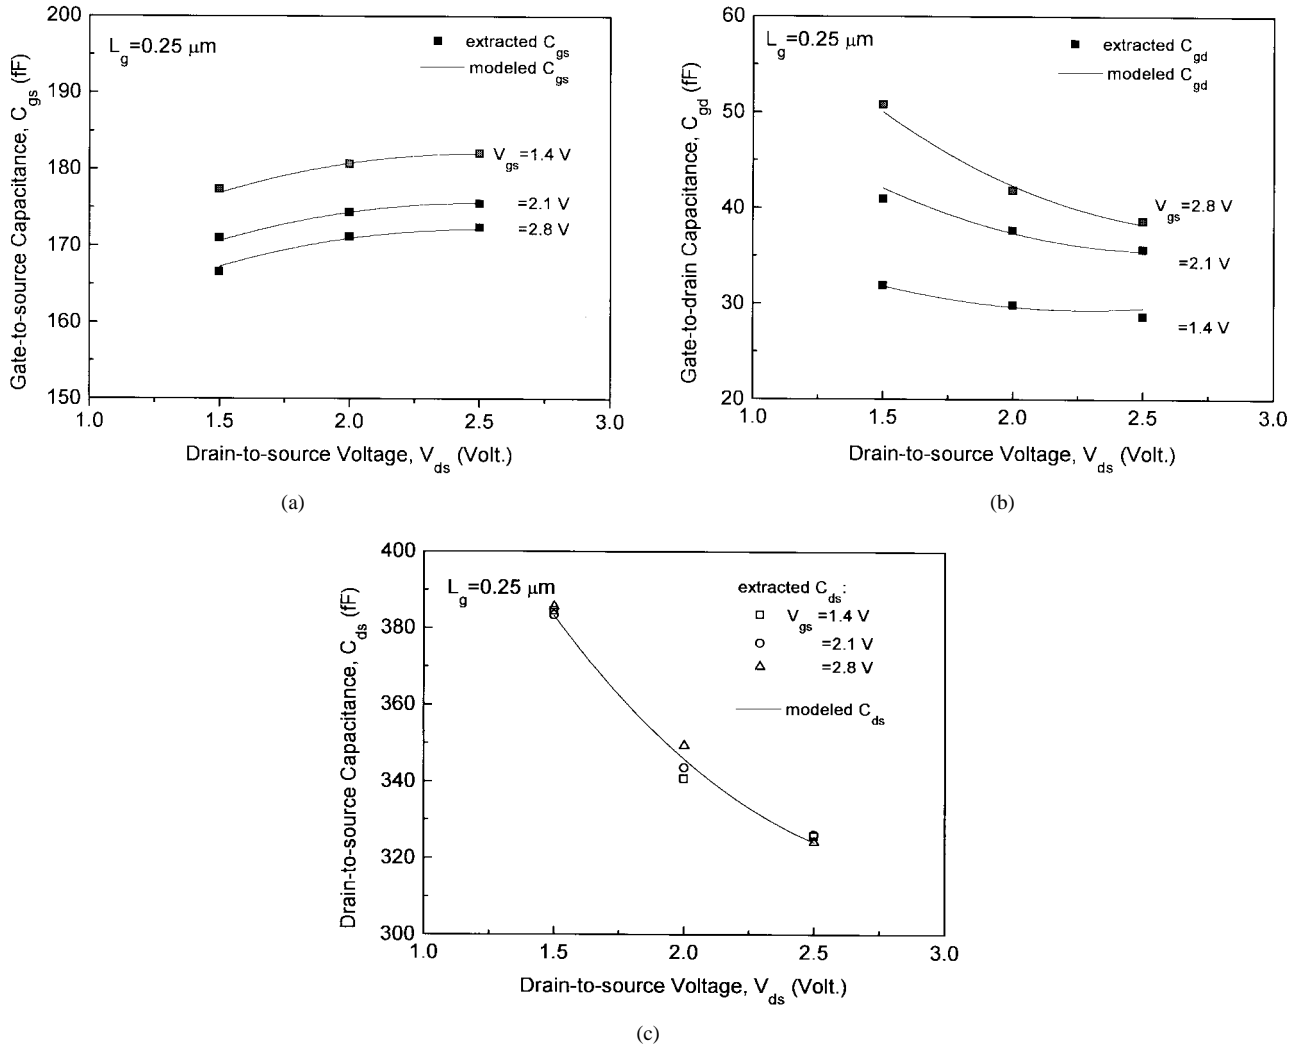 L_g=0.25 μm
extracted C_gs
modeled C_gs
V_gs=1.4 V
=2.1 V
=2.8 V
200
190
180
170
160
150
1.0 1.5 2.0 2.5 3.0
Gate-to-source Capacitance, C_gs (fF)
Drain-to-source Voltage, V_ds (Volt.)
(a)
L_g=0.25 μm
extracted C_gd
modeled C_gd
V_gs=2.8 V
=2.1 V
=1.4 V
60
50
40
30
20
1.0 1.5 2.0 2.5 3.0
Gate-to-drain Capacitance, C_gd (fF)
Drain-to-source Voltage, V_ds (Volt.)
(b)
L_g=0.25 μm
extracted C_ds:
V_gs =1.4 V
=2.1 V
=2.8 V
modeled C_ds
400
380
360
340
320
300
1.0 1.5 2.0 2.5 3.0
Drain-to-source Capacitance, C_ds (fF)
Drain-to-source Voltage, V_ds (Volt.)
(c)